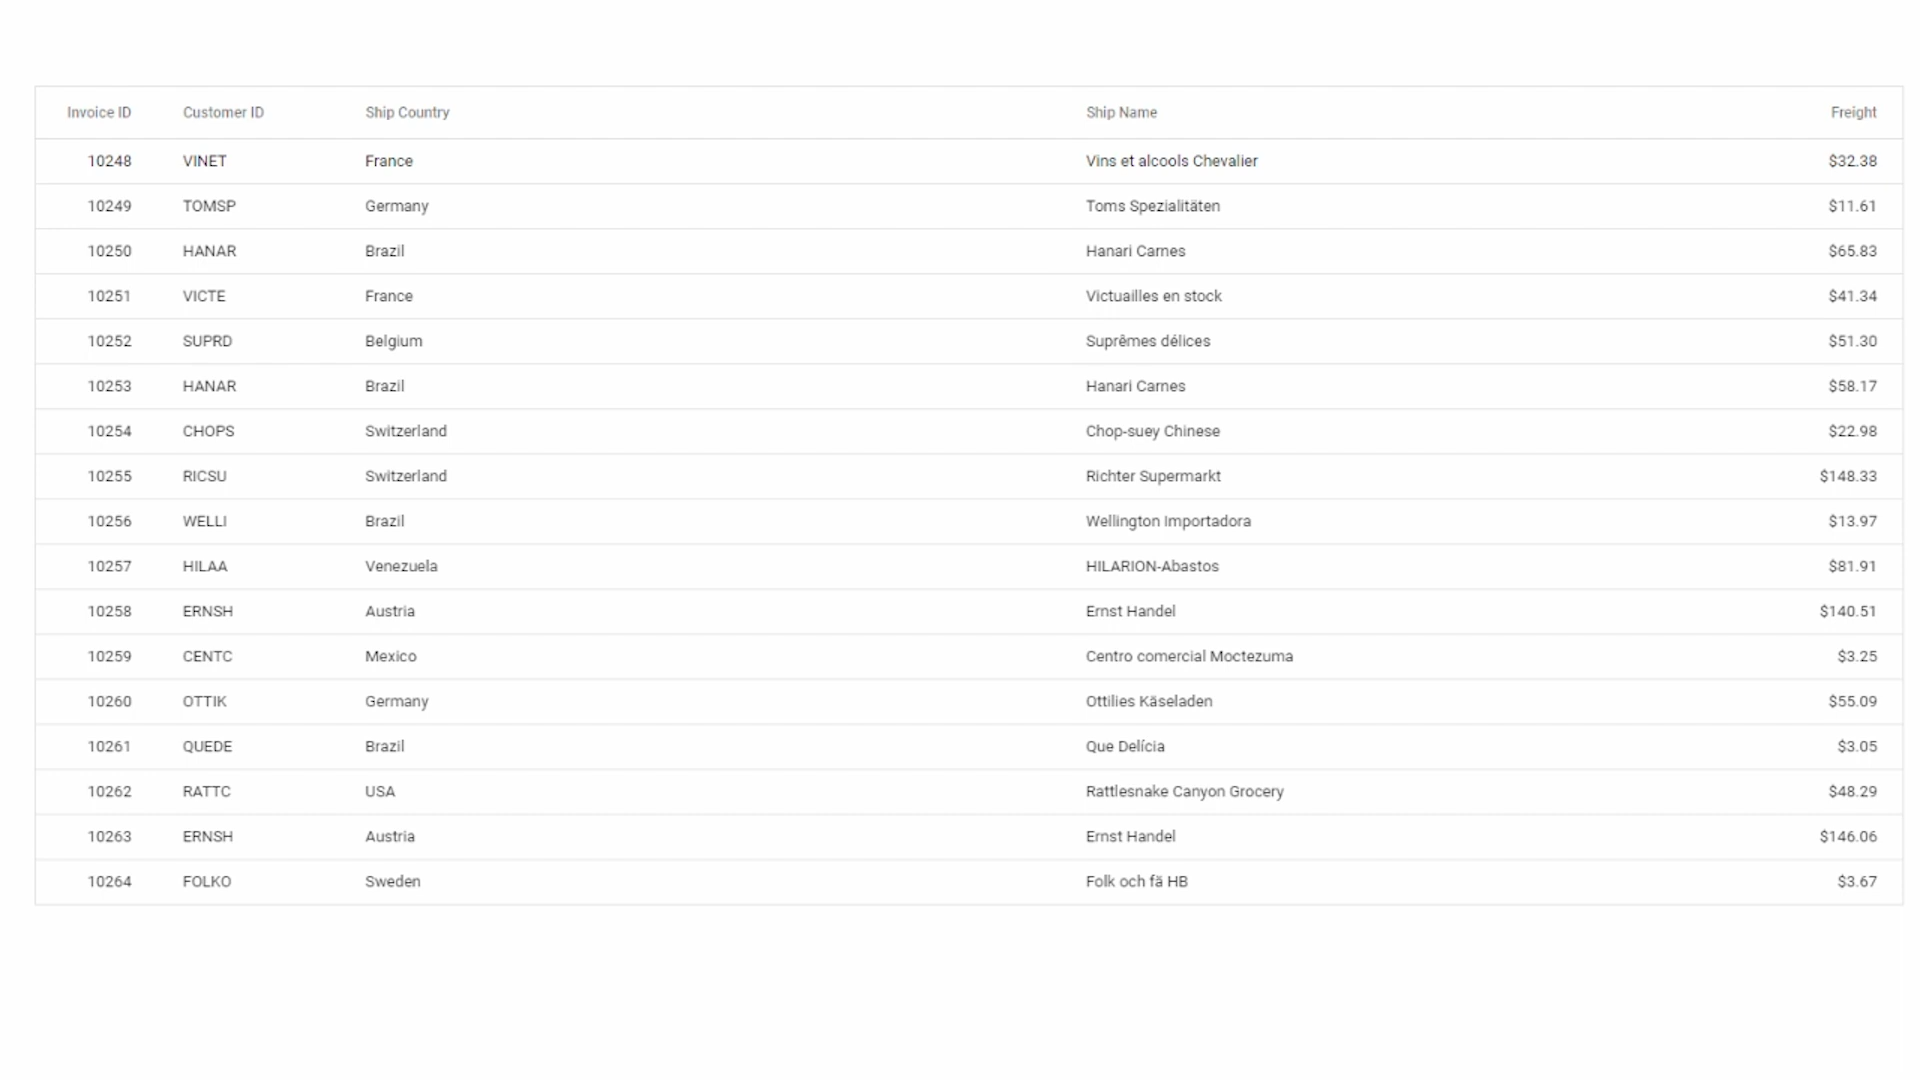 Invoice ID Customer ID Ship Country Ship Name Freight
10248 VINET France Vins et alcools Chevalier $32.38
10249 TOMSP Germany Toms Spezialitäten $11.61
10250 HANAR Brazil Hanari Carnes $65.83
10251 VICTE France Victuailles en stock $41.34
10252 SUPRD Belgium Suprêmes délices $51.30
10253 HANAR Brazil Hanari Carnes $58.17
10254 CHOPS Switzerland Chop-suey Chinese $22.98
10255 RICSU Switzerland Richter Supermarkt $148.33
10256 WELLI Brazil Wellington Importadora $13.97
10257 HILAA Venezuela HILARION-Abastos $81.91
10258 ERNSH Austria Ernst Handel $140.51
10259 CENTC Mexico Centro comercial Moctezuma $3.25
10260 OTTIK Germany Ottilies Käseladen $55.09
10261 QUEDE Brazil Que Delícia $3.05
10262 RATTC USA Rattlesnake Canyon Grocery $48.29
10263 ERNSH Austria Ernst Handel $146.06
10264 FOLKO Sweden Folk och fä HB $3.67